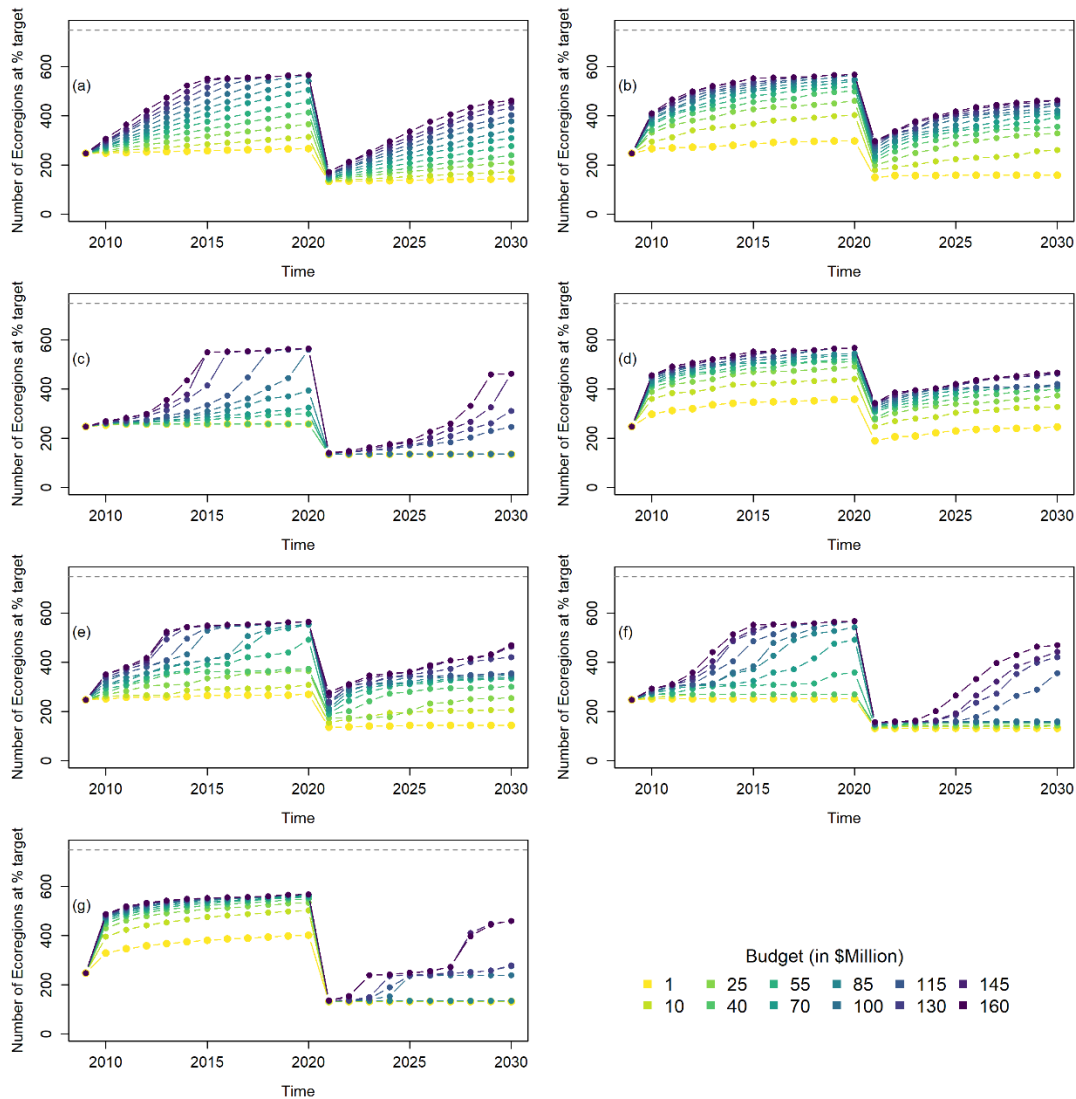 Number of Ecoregions at % target
0 200 400 600
(a)
2010 2015 2020 2025 2030
Time
Number of Ecoregions at % target
0 200 400 600
(b)
2010 2015 2020 2025 2030
Time
Number of Ecoregions at % target
0 200 400 600
(c)
2010 2015 2020 2025 2030
Time
Number of Ecoregions at % target
0 200 400 600
(d)
2010 2015 2020 2025 2030
Time
Number of Ecoregions at % target
0 200 400 600
(e)
2010 2015 2020 2025 2030
Time
Number of Ecoregions at % target
0 200 400 600
(f)
2010 2015 2020 2025 2030
Time
Number of Ecoregions at % target
0 200 400 600
(g)
2010 2015 2020 2025 2030
Time
Budget (in $Million)
1 25 55 85 115 145
10 40 70 100 130 160